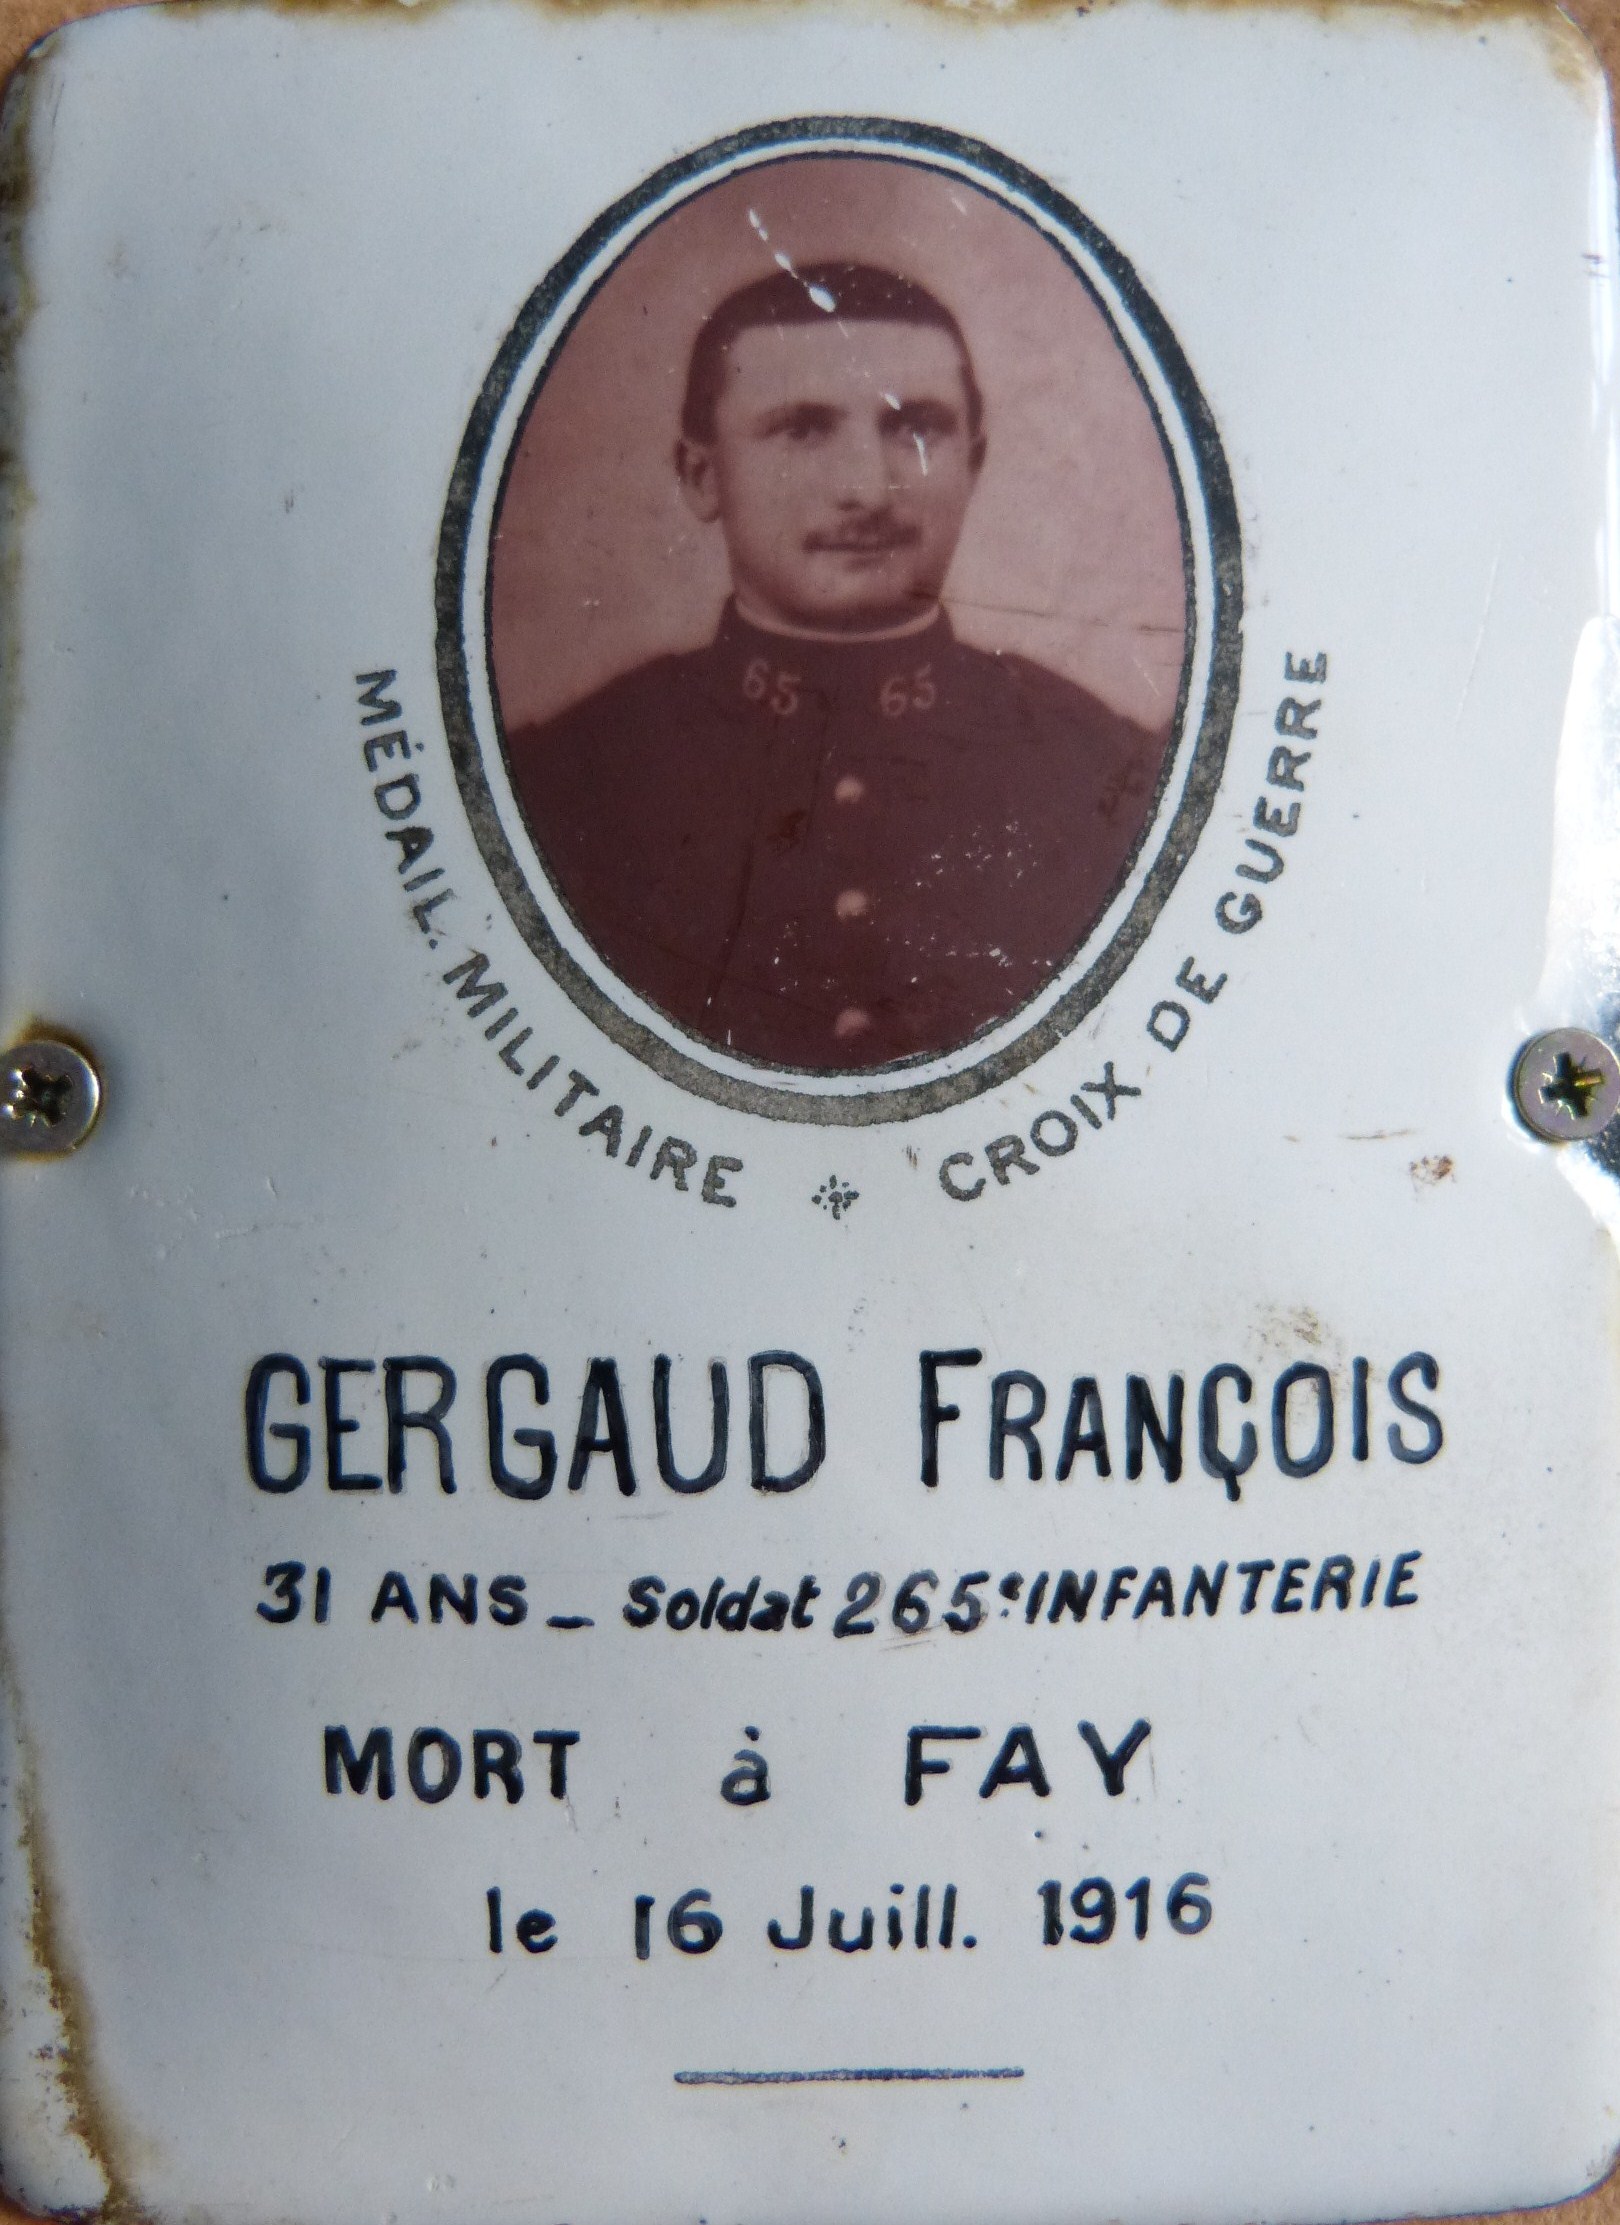 65 65
MÉDAIL. MILITAIRE
CROIX DE GUERRE
GERGAUD FRANÇOIS
31 ANS _ Soldat 265e INFANTERIE
MORT à FAY
le 16 Juill. 1916